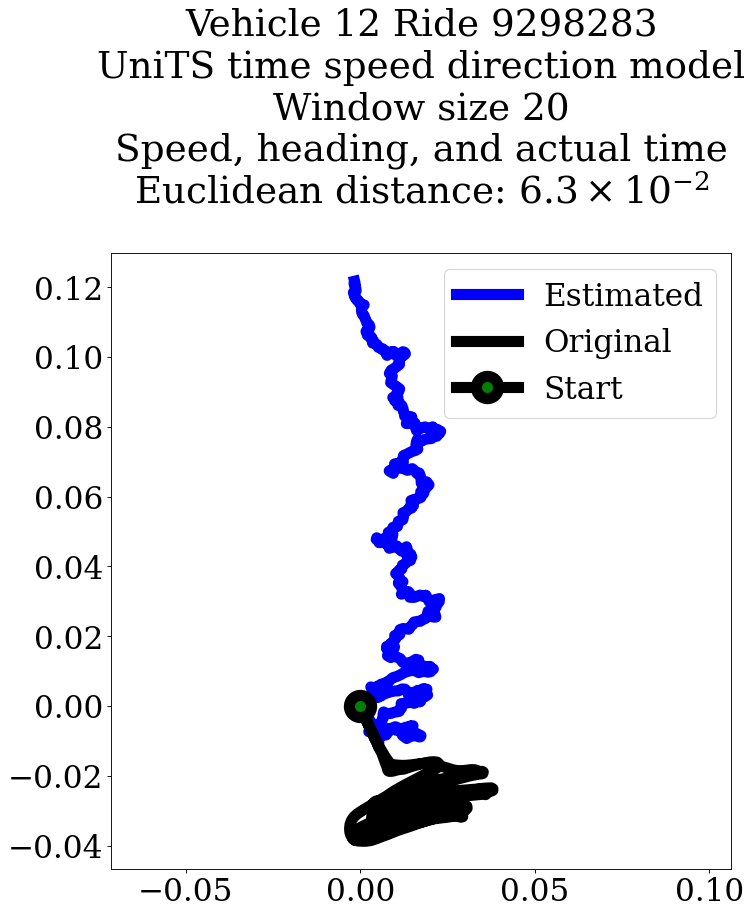 Vehicle 12 Ride 9298283
UniTS time speed direction model
Window size 20
Speed, heading, and actual time
Euclidean distance: 6.3 × 10⁻²
Estimated
Original
Start
0.12
0.10
0.08
0.06
0.04
0.02
0.00
−0.02
−0.04
−0.05 0.00 0.05 0.10